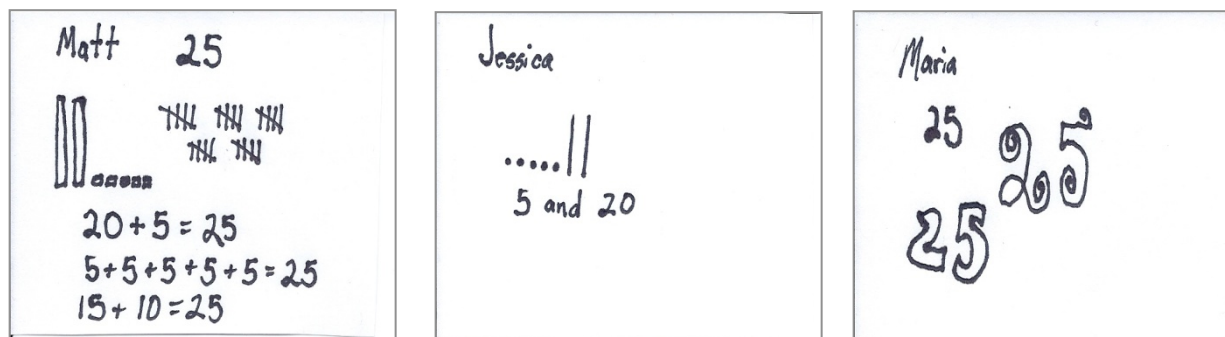 Matt 25
20 + 5 = 25
5 + 5 + 5 + 5 + 5 = 25
15 + 10 = 25
Jessica
5 and 20
Maria
25
25
25